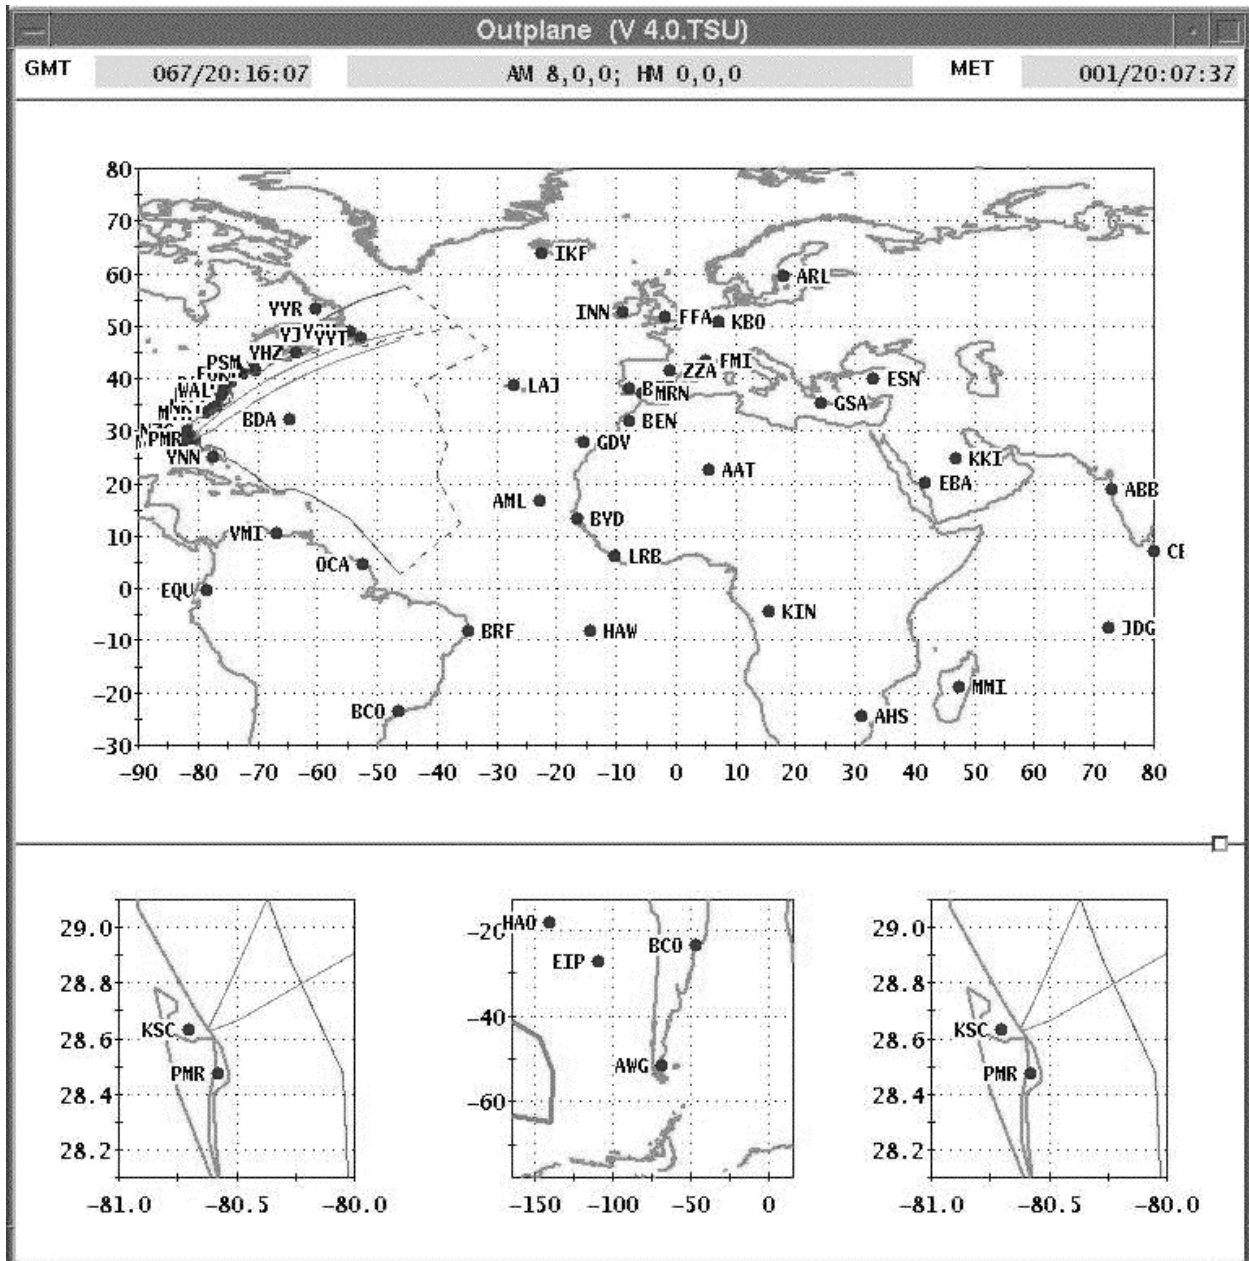 Outplane (V 4.0.TSU)
GMT 067/20:16:07 AM 8,0,0; HM 0,0,0 MET 001/20:07:37
80
70
IKF
60 ARL
YYR INN FFA KBO
50 YYT
YHZ
PSM ZZA FMI
40 WAL LAJ MRN ESN
GSA
BDA BEN
30 PMR
GDV
YNN KKI
AAT
20 EBA ABB
AML
BYD
10 VMI LRB
OCA
0 EQU
KIN
-10 BRF HAW JDG
-20 MMI
BCO AHS
-30
-90 -80 -70 -60 -50 -40 -30 -20 -10 0 10 20 30 40 50 60 70 80
29.0
28.8
KSC
28.6
PMR
28.4
28.2
-81.0 -80.5 -80.0
HAO
BCO
EIP
-40
AWG
-60
-150 -100 -50 0
29.0
28.8
KSC
28.6
PMR
28.4
28.2
-81.0 -80.5 -80.0